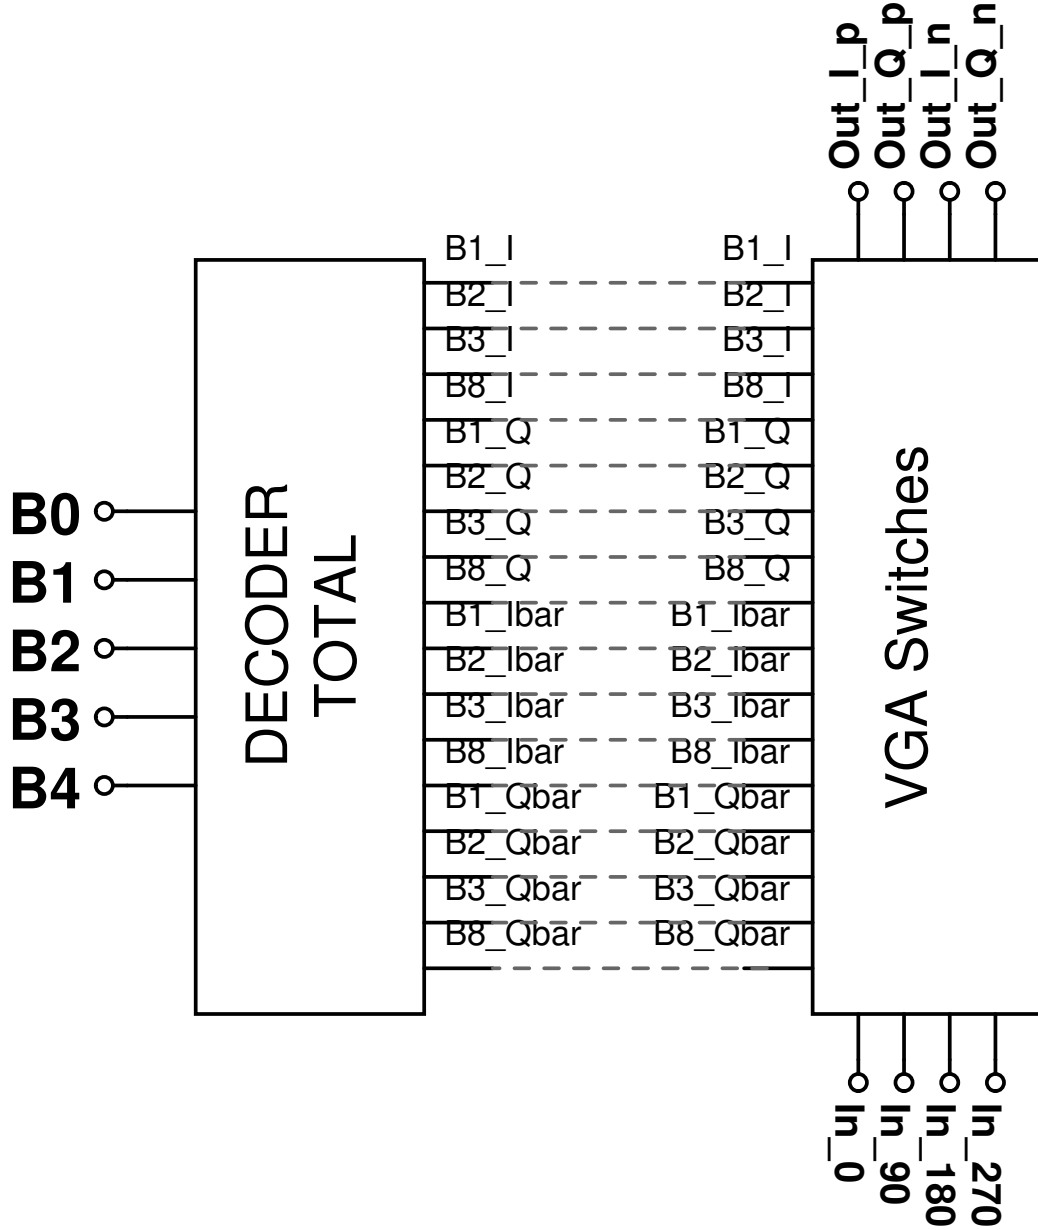 Out_I_p
Out_Q_p
Out_I_n
Out_Q_n
B1_I B1_I
B2_I B2_I
B3_I B3_I
B8_I B8_I
B1_Q B1_Q
B2_Q B2_Q
B3_Q B3_Q
B8_Q B8_Q
B1_Ibar B1_Ibar
B2_Ibar B2_Ibar
B3_Ibar B3_Ibar
B8_Ibar B8_Ibar
B1_Qbar B1_Qbar
B2_Qbar B2_Qbar
B3_Qbar B3_Qbar
B8_Qbar B8_Qbar
B0
B1
B2
B3
B4
DECODER
TOTAL
VGA Switches
In_0
In_90
In_180
In_270